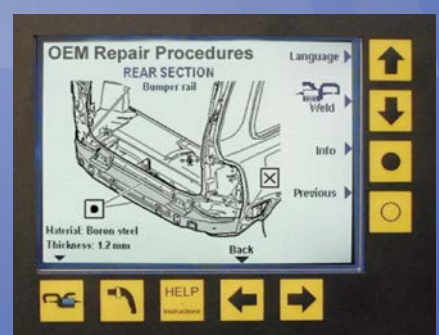 OEM Repair Procedures
REAR SECTION
Bumper rail
Language
Weld
Info
Previous
Material: Boron steel
Thickness: 1.2 mm
Back
HELP
Instructions